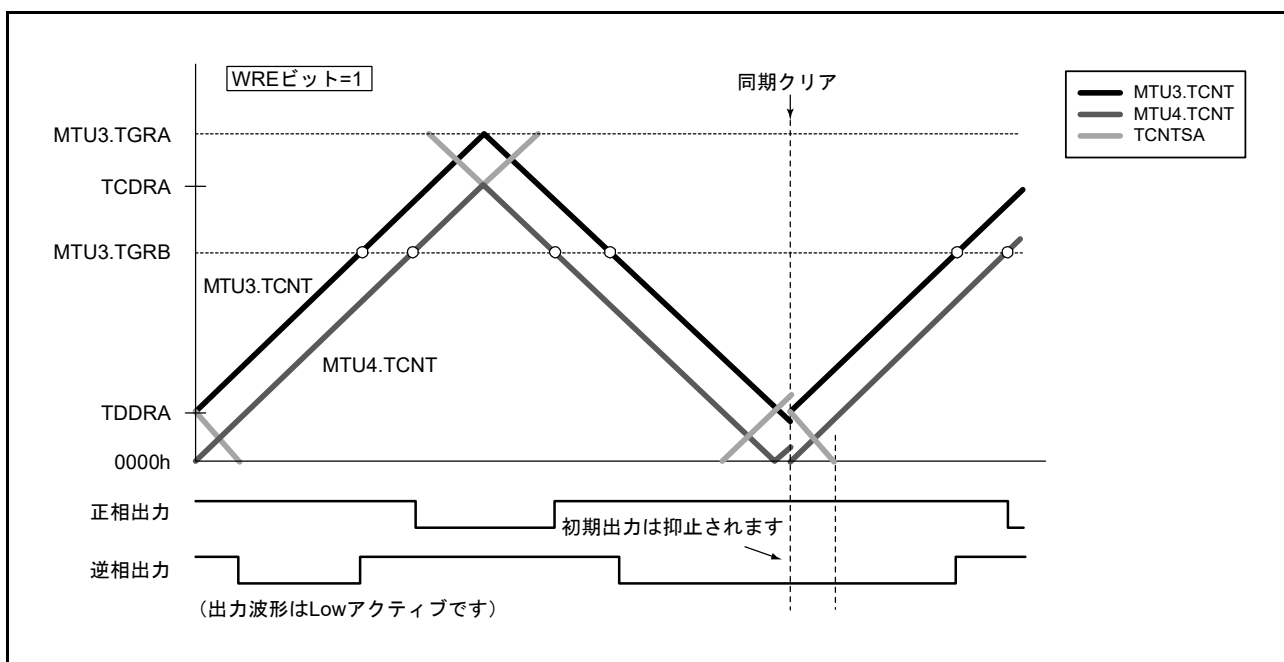 WREビット=1
同期クリア
MTU3.TCNT
MTU4.TCNT
TCNTSA
MTU3.TGRA
TCDRA
MTU3.TGRB
MTU3.TCNT
MTU4.TCNT
TDDRA
0000h
正相出力
初期出力は抑止されます
逆相出力
（出力波形はLowアクティブです）